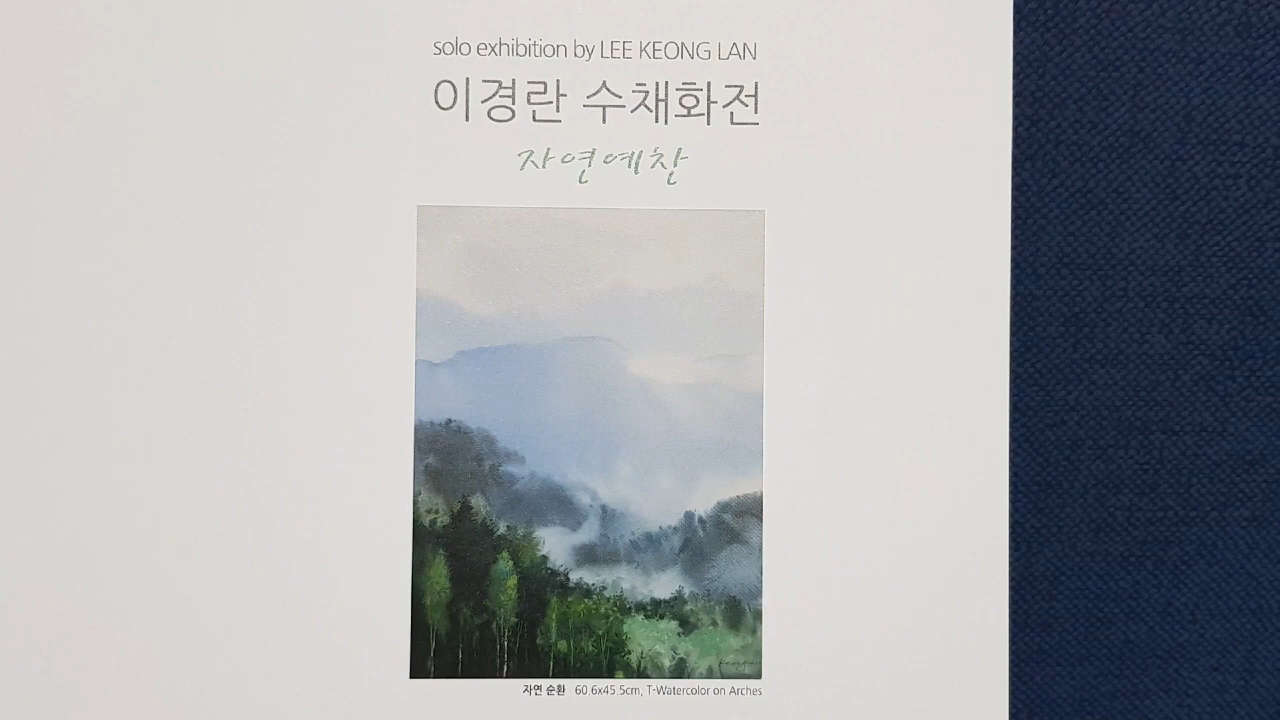 solo exhibition by LEE KEONG LAN
이경란 수채화전
자연예찬
자연 순환 60.6x45.5cm, T-Watercolor on Arches